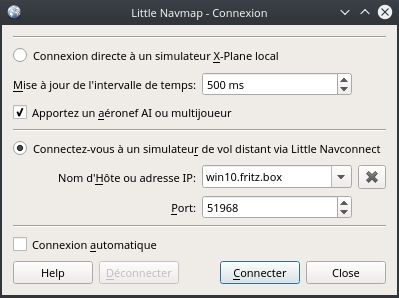 Little Navmap - Connexion
Connexion directe à un simulateur X-Plane local
Mise à jour de l'intervalle de temps: 500 ms
Apportez un aéronef AI ou multijoueur
Connectez-vous à un simulateur de vol distant via Little Navconnect
Nom d'Hôte ou adresse IP: win10.fritz.box
Port: 51968
Connexion automatique
Help Déconnecter Connecter Close